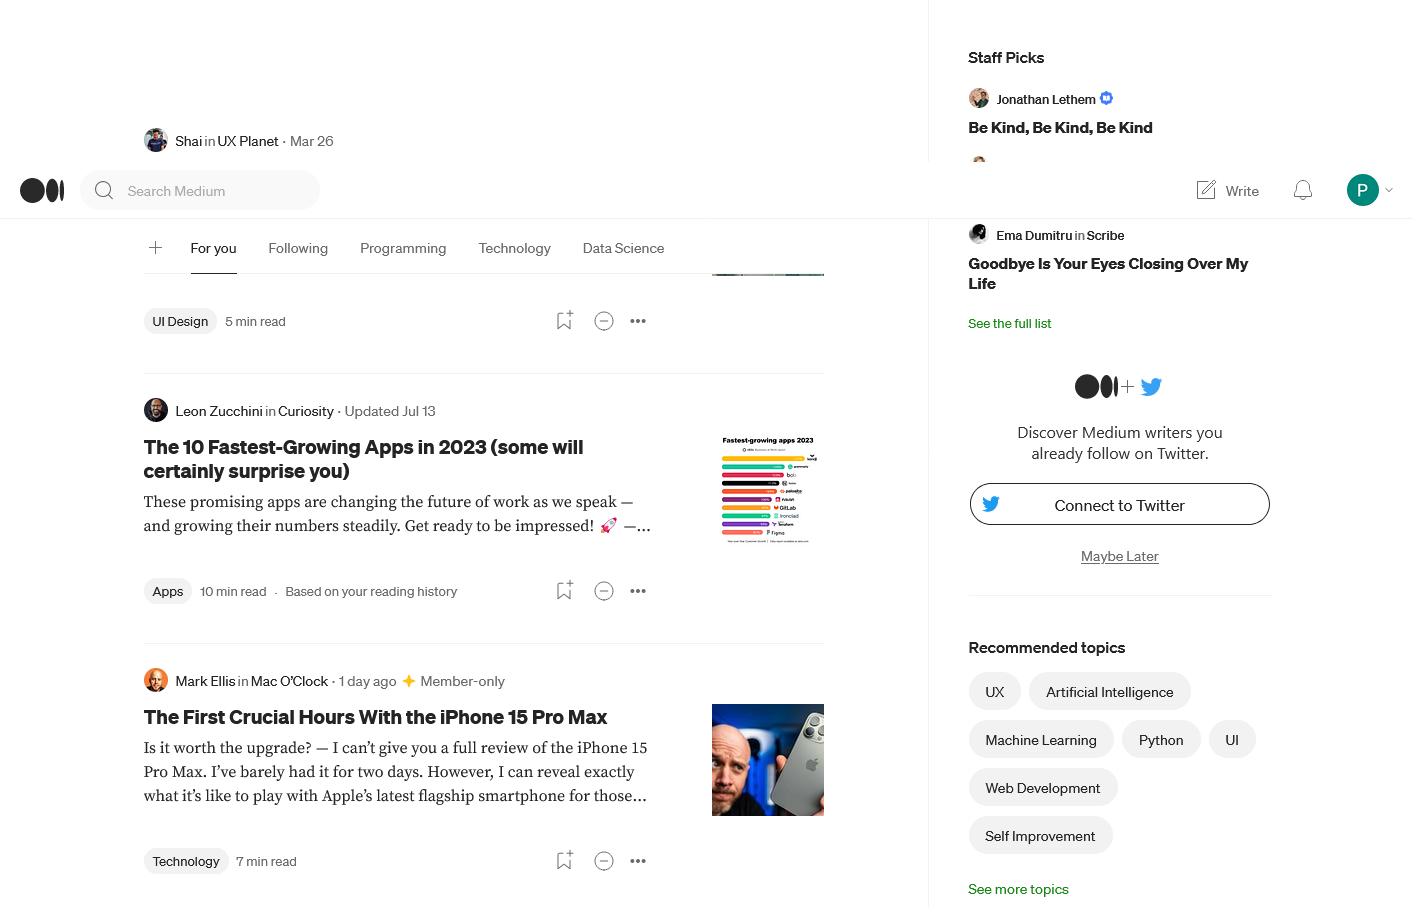 Staff Picks
Jonathan Lethem
Be Kind, Be Kind, Be Kind
Shai in UX Planet · Mar 26
Search Medium
Write
P
For you
Following
Programming
Technology
Data Science
Ema Dumitru in Scribe
Goodbye Is Your Eyes Closing Over My
Life
See the full list
UI Design
5 min read
Discover Medium writers you
already follow on Twitter.
Connect to Twitter
Maybe Later
Leon Zucchini in Curiosity · Updated Jul 13
The 10 Fastest-Growing Apps in 2023 (some will
certainly surprise you)
These promising apps are changing the future of work as we speak —
and growing their numbers steadily. Get ready to be impressed! 🚀 —...
Fastest-growing apps 2023
GitLab
Figma
Apps
10 min read · Based on your reading history
Mark Ellis in Mac O'Clock · 1 day ago Member-only
The First Crucial Hours With the iPhone 15 Pro Max
Is it worth the upgrade? — I can't give you a full review of the iPhone 15
Pro Max. I've barely had it for two days. However, I can reveal exactly
what it's like to play with Apple's latest flagship smartphone for those...
Technology
7 min read
Recommended topics
UX
Artificial Intelligence
Machine Learning
Python
UI
Web Development
Self Improvement
See more topics